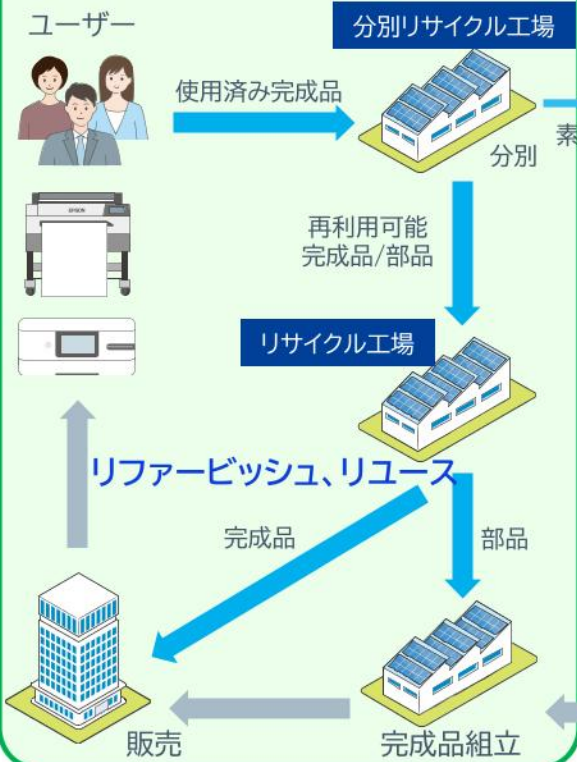 ユーザー
分別リサイクル工場
使用済み完成品
素
分別
EPSON
再利用可能
完成品/部品
リサイクル工場
リファービッシュ、リユース
完成品
部品
販売
完成品組立